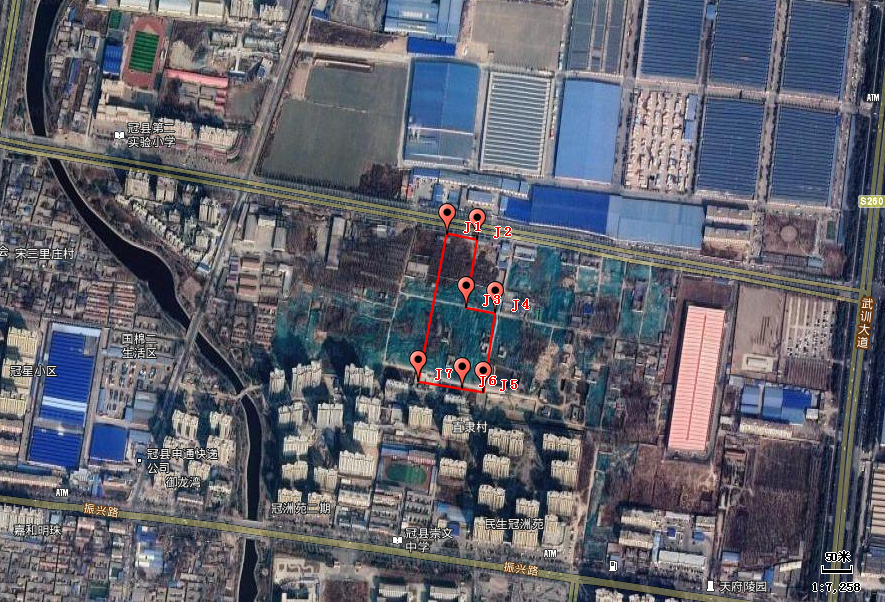 ATM
冠县第二
实验小学
S260
J1
J2
会 宋三里庄村
J3
J4
武训大道
国棉一
生活区
冠星小区
J7
J6
J5
直隶村
冠县申通快递
公司
御龙湾
ATM
振兴路
冠洲苑二期
民生冠洲苑
嘉和明珠
冠县崇文
中学
ATM
振兴路
50米
天府陵园
1:7,258